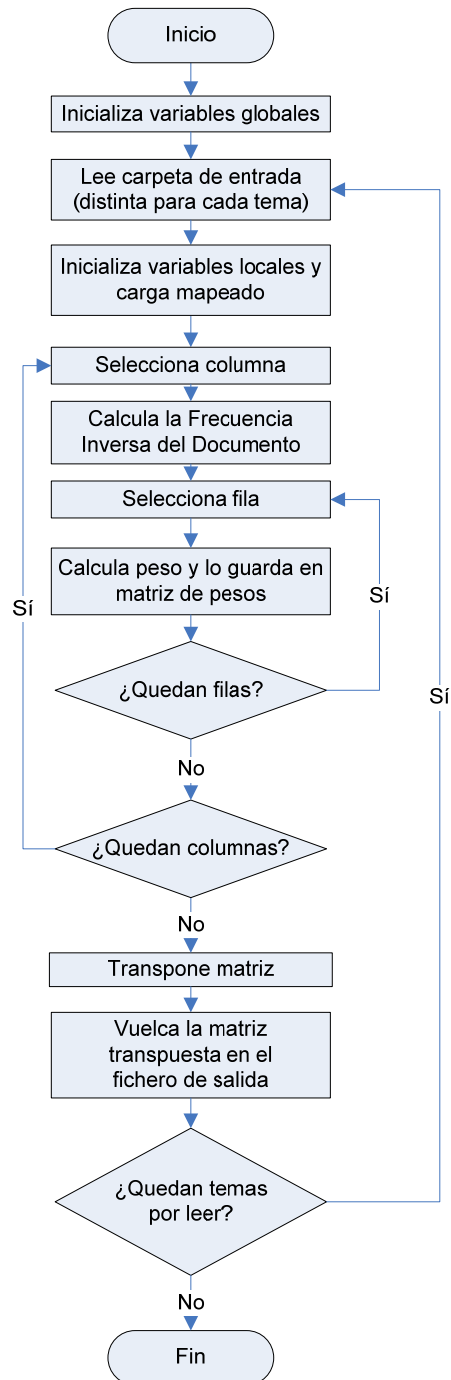 Inicio
Inicializa variables globales
Lee carpeta de entrada
(distinta para cada tema)
Inicializa variables locales y
carga mapeado
Selecciona columna
Calcula la Frecuencia
Inversa del Documento
Selecciona fila
Calcula peso y lo guarda en
matriz de pesos
Sí
Sí
¿Quedan filas?
Sí
No
¿Quedan columnas?
No
Transpone matriz
Vuelca la matriz
transpuesta en el
fichero de salida
¿Quedan temas
por leer?
No
Fin